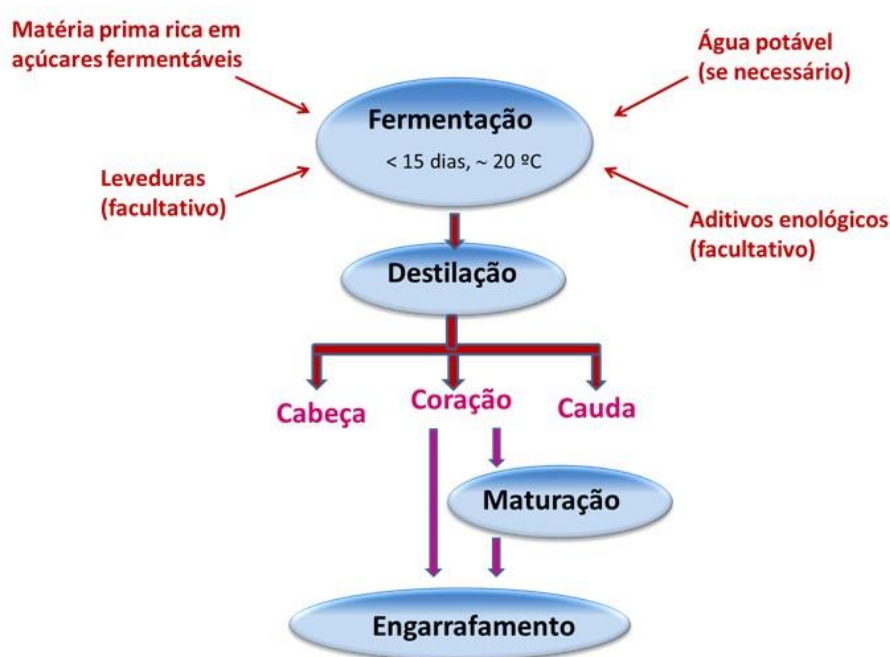 Matéria prima rica em
açúcares fermentáveis
Água potável
(se necessário)
Fermentação
< 15 dias, ~ 20 ºC
Leveduras
(facultativo)
Aditivos enológicos
(facultativo)
Destilação
Cabeça
Coração
Cauda
Maturação
Engarrafamento